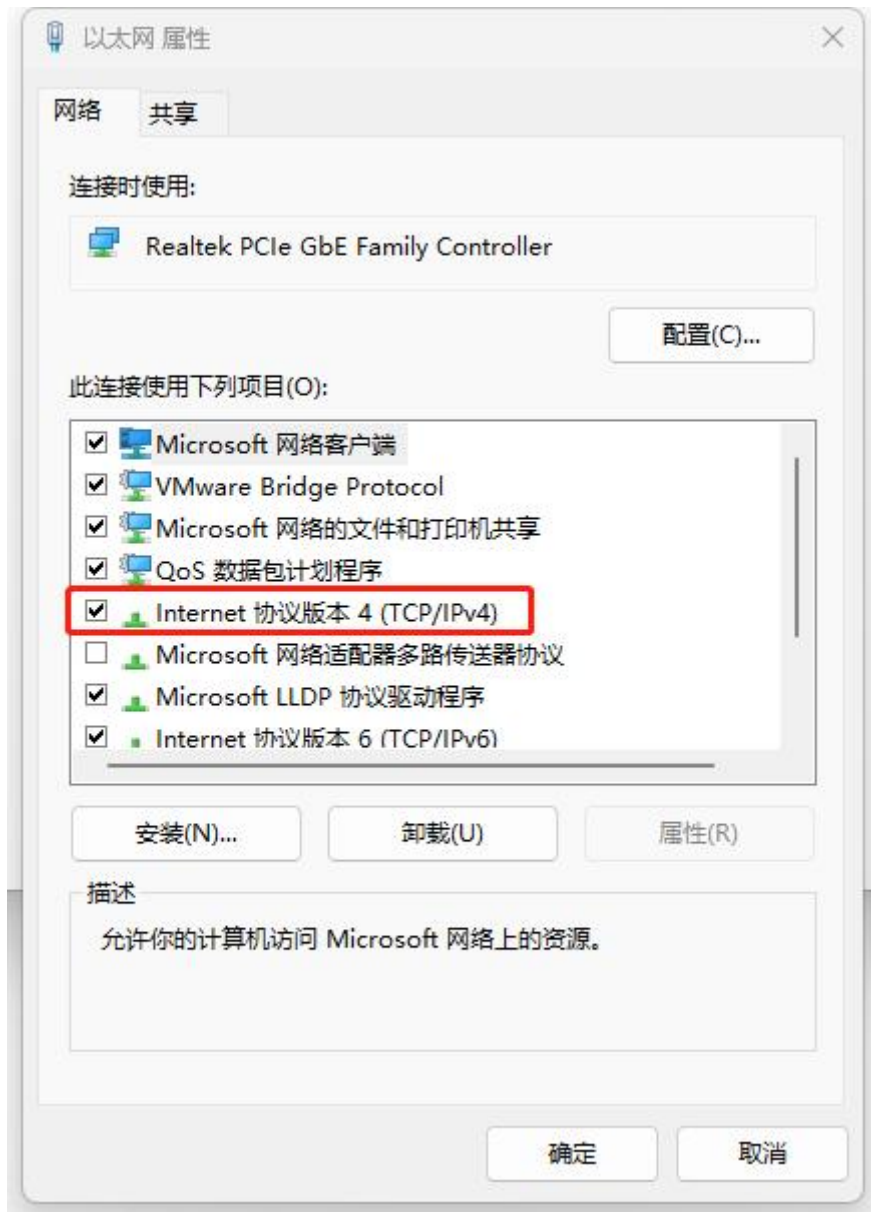 以太网 属性
网络 共享
连接时使用:
Realtek PCIe GbE Family Controller
配置(C)...
此连接使用下列项目(O):
Microsoft 网络客户端
VMware Bridge Protocol
Microsoft 网络的文件和打印机共享
QoS 数据包计划程序
Internet 协议版本 4 (TCP/IPv4)
Microsoft 网络适配器多路传送器协议
Microsoft LLDP 协议驱动程序
Internet 协议版本 6 (TCP/IPv6)
安装(N)... 卸载(U) 属性(R)
描述
允许你的计算机访问 Microsoft 网络上的资源。
确定 取消